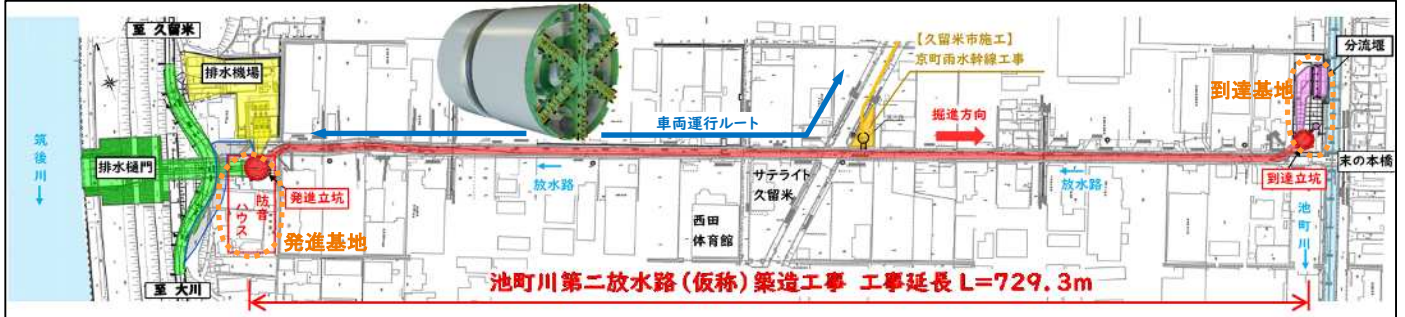 至 久留米
排水機場
筑後川
排水樋門
発進立坑
防音
ハウス
発進基地
至 大川
車両運行ルート
放水路
【久留米市施工】
京町雨水幹線工事
掘進方向
サテライト
久留米
西田
体育館
放水路
分流堰
到達基地
末の本橋
到達立坑
池町川
池町川第二放水路(仮称)築造工事 工事延長 L=729.3m